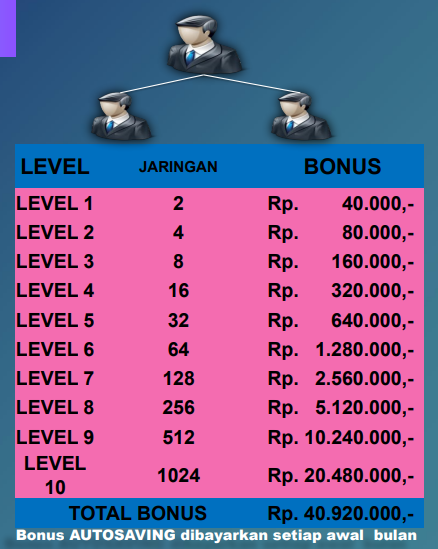 LEVEL JARINGAN BONUS
LEVEL 1 2 Rp. 40.000,-
LEVEL 2 4 Rp. 80.000,-
LEVEL 3 8 Rp. 160.000,-
LEVEL 4 16 Rp. 320.000,-
LEVEL 5 32 Rp. 640.000,-
LEVEL 6 64 Rp. 1.280.000,-
LEVEL 7 128 Rp. 2.560.000,-
LEVEL 8 256 Rp. 5.120.000,-
LEVEL 9 512 Rp. 10.240.000,-
LEVEL
10 1024 Rp. 20.480.000,-
TOTAL BONUS Rp. 40.920.000,-
Bonus AUTOSAVING dibayarkan setiap awal bulan